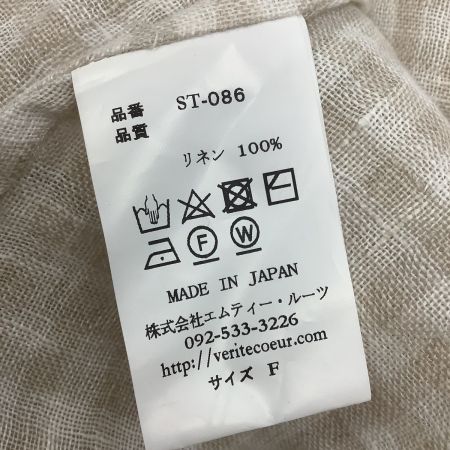 品番 ST-086
品質
リネン 100%
F W
MADE IN JAPAN
株式会社エムティー・ルーツ
092-533-3226
http://veritecoeur.com
サイズ F